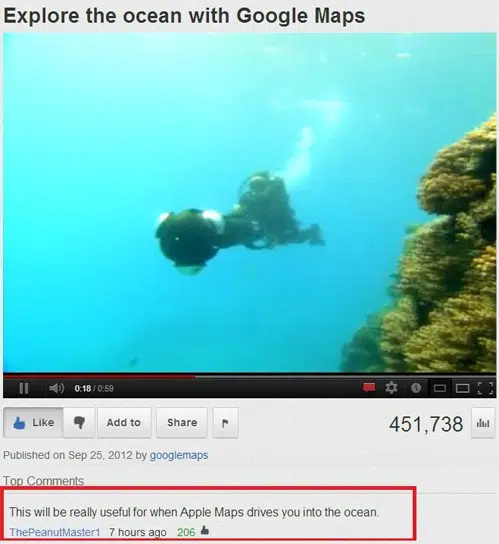 Explore the ocean with Google Maps
0:18 / 0:59
Like
Add to
Share
451,738
Published on Sep 25, 2012 by googlemaps
Top Comments
This will be really useful for when Apple Maps drives you into the ocean.
ThePeanutMaster1 7 hours ago 206